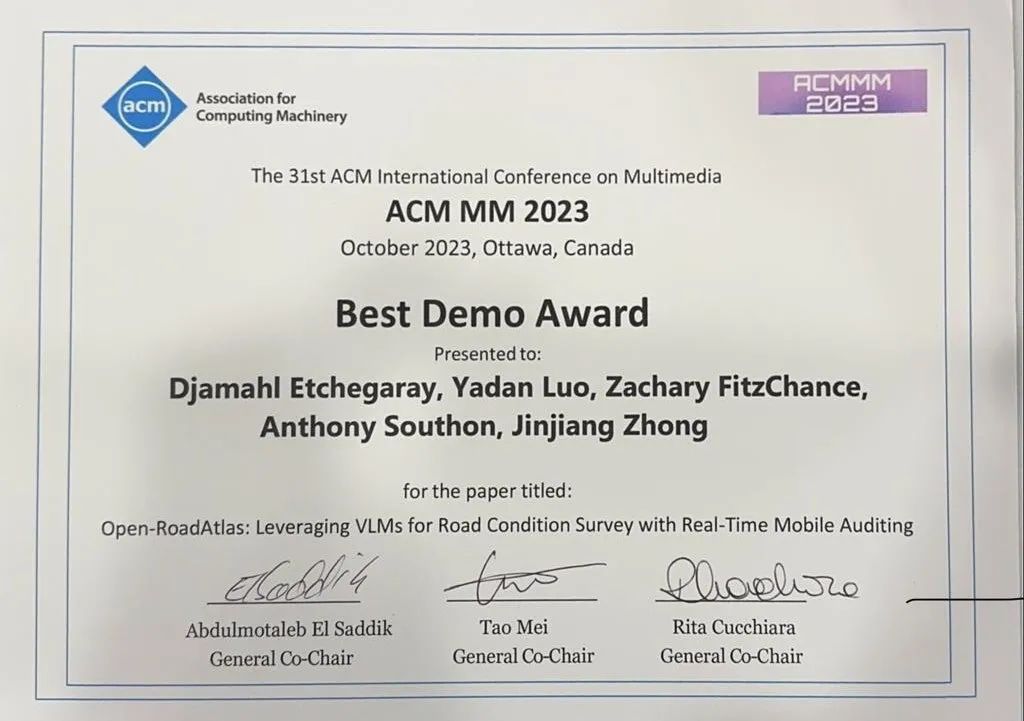 acm
Association for
Computing Machinery
ACMMM
2023
The 31st ACM International Conference on Multimedia
ACM MM 2023
October 2023, Ottawa, Canada
Best Demo Award
Presented to:
Djamahl Etchegaray, Yadan Luo, Zachary FitzChance,
Anthony Southon, Jinjiang Zhong
for the paper titled:
Open-RoadAtlas: Leveraging VLMs for Road Condition Survey with Real-Time Mobile Auditing
Abdulmotaleb El Saddik
General Co-Chair
Tao Mei
General Co-Chair
Rita Cucchiara
General Co-Chair